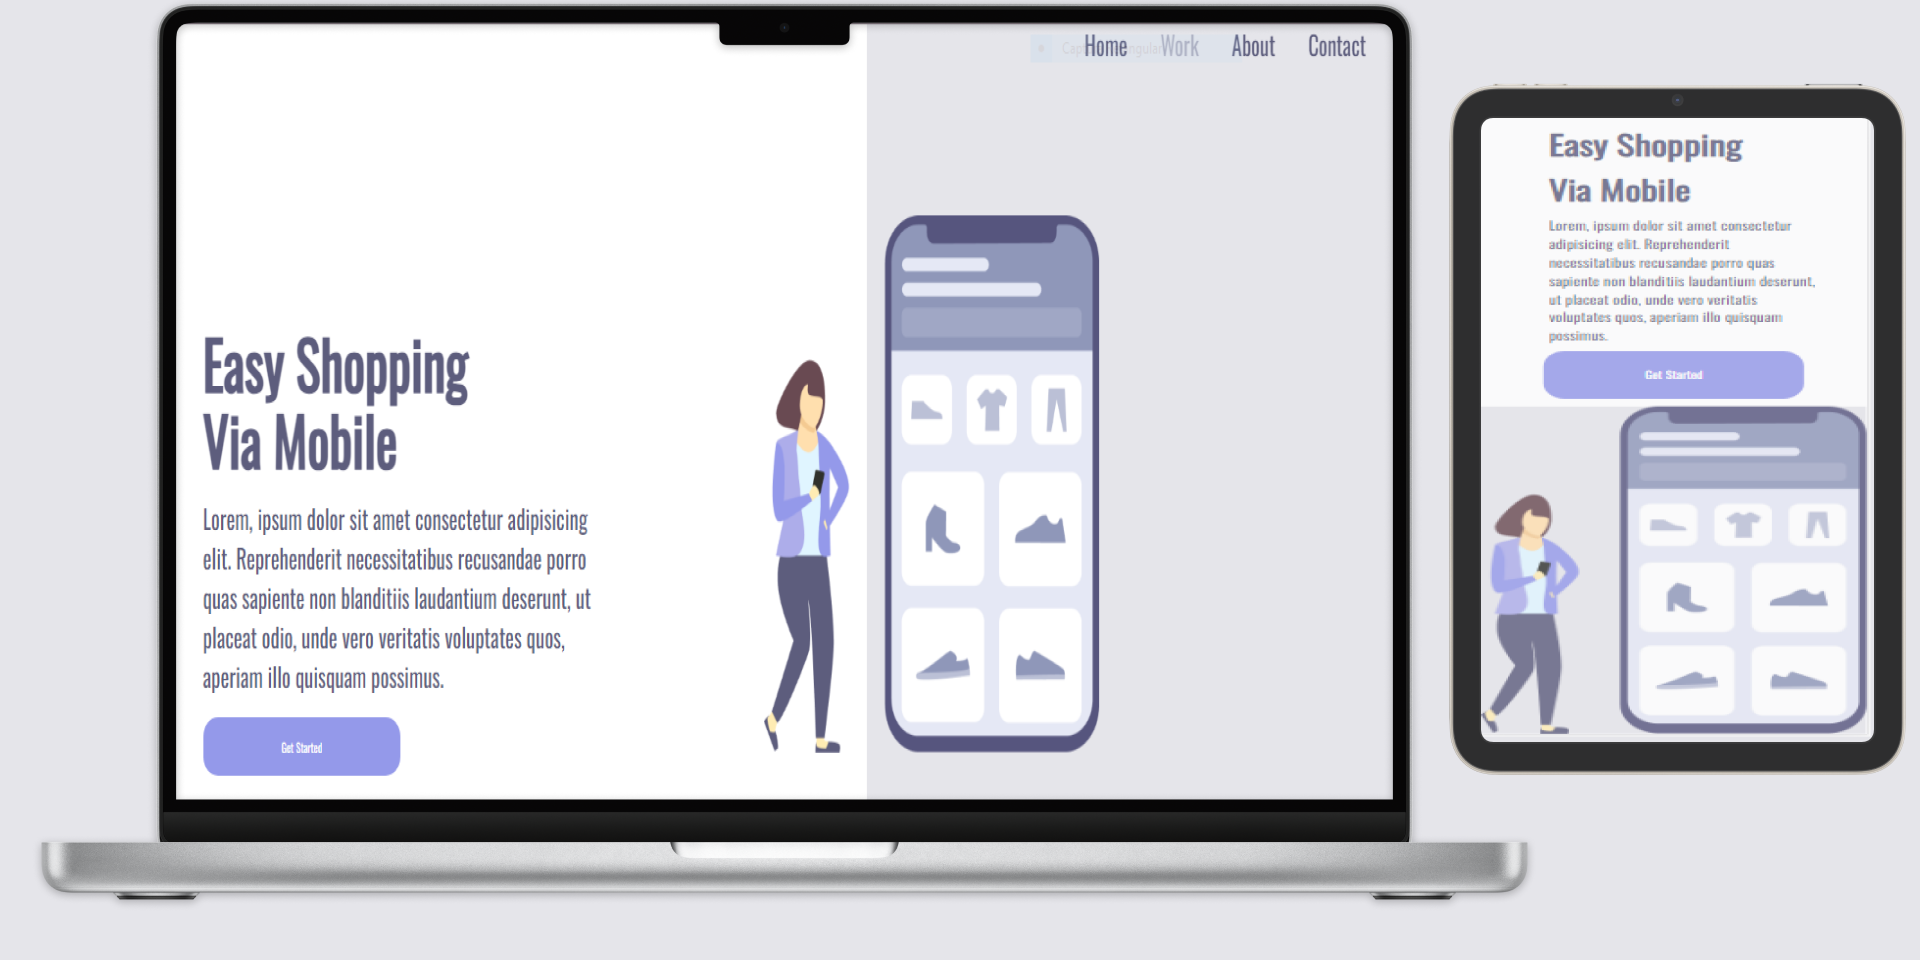 Home Work About Contact
Easy Shopping
Via Mobile
Lorem, ipsum dolor sit amet consectetur adipisicing
elit. Reprehenderit necessitatibus recusandae porro
quas sapiente non blanditiis laudantium deserunt, ut
placeat odio, unde vero veritatis voluptates quos,
aperiam illo quisquam possimus.
Get Started
Easy Shopping
Via Mobile
Lorem, ipsum dolor sit amet consectetur
adipisicing elit. Reprehenderit
necessitatibus recusandae porro quas
sapiente non blanditiis laudantium deserunt,
ut placeat odio, unde vero veritatis
voluptates quos, aperiam illo quisquam
possimus.
Get Started